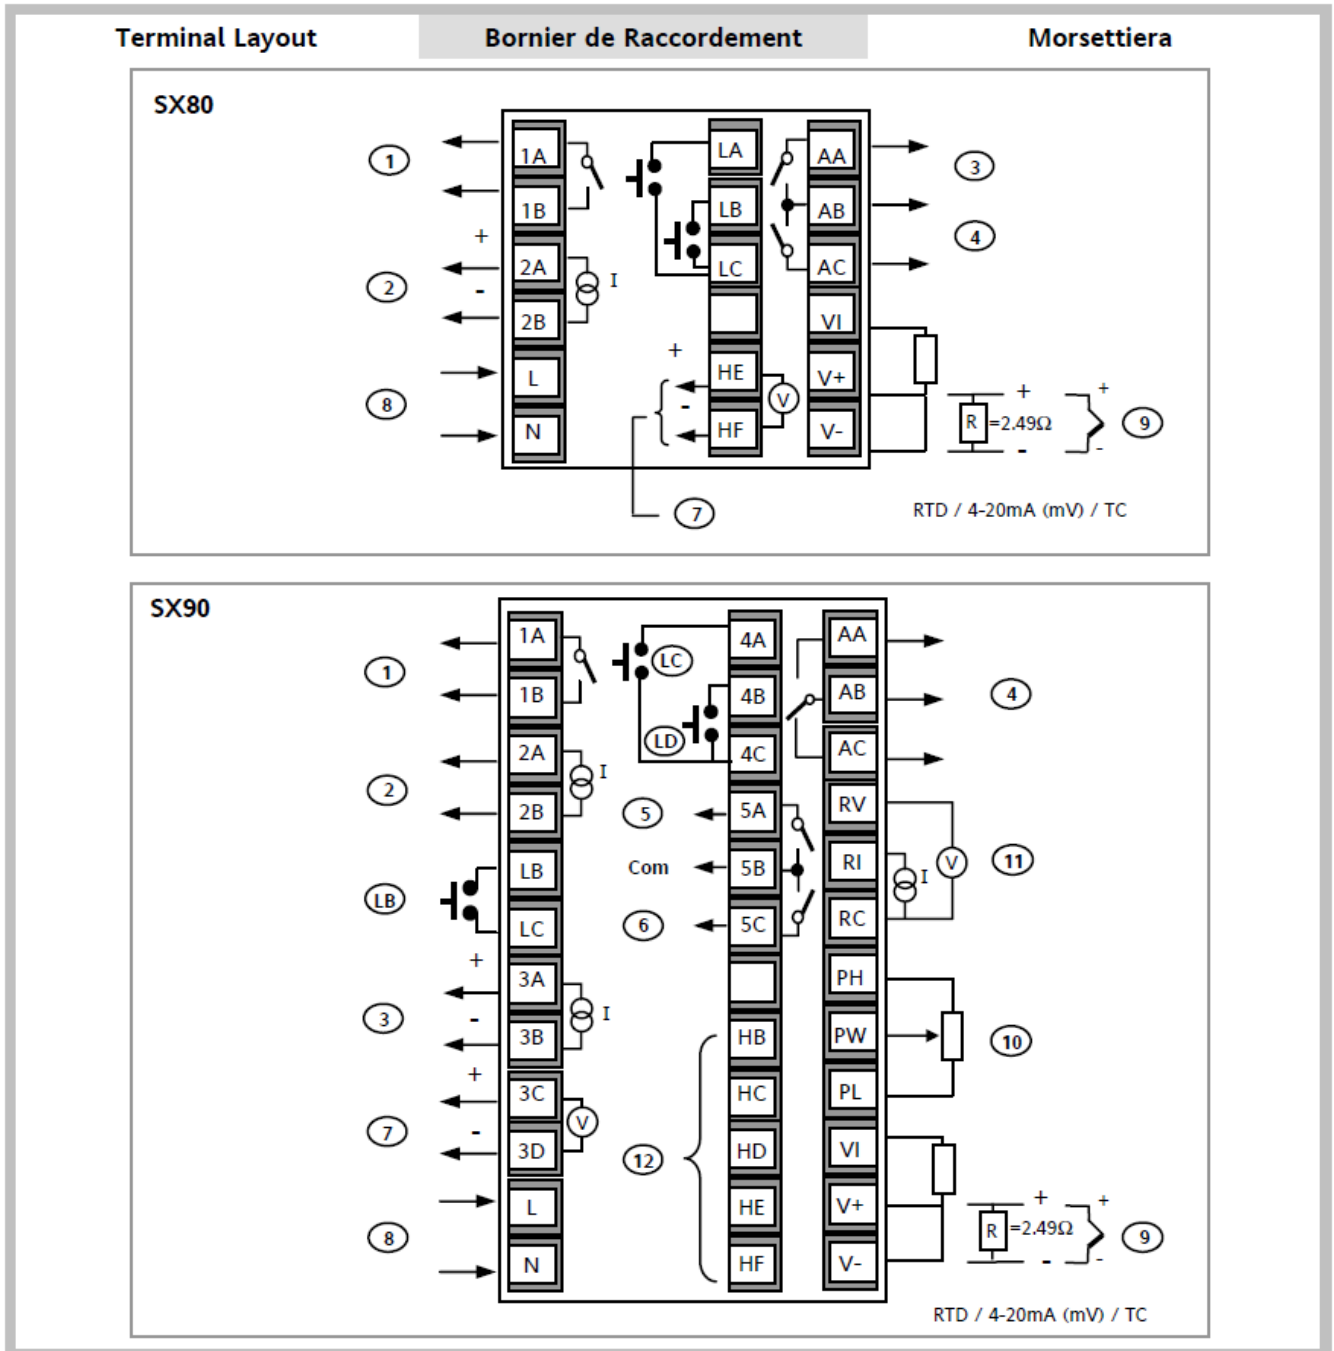 Terminal Layout
Bornier de Raccordement
Morsettiera
SX80
1
+
2
-
8
1A
1B
2A
2B
L
N
I
LA
LB
LC
HE
HF
+
-
V
7
AA
AB
AC
VI
V+
V-
3
4
R =2.49Ω
+
-
+
-
9
RTD / 4-20mA (mV) / TC
SX90
1
2
LB
+
3
-
+
7
-
8
1A
1B
2A
2B
LB
LC
3A
3B
3C
3D
L
N
I
I
V
LC
LD
5
Com
6
12
4A
4B
4C
5A
5B
5C
HB
HC
HD
HE
HF
AA
AB
AC
RV
RI
RC
PH
PW
PL
VI
V+
V-
4
I
V
11
10
R =2.49Ω
+
-
+
-
9
RTD / 4-20mA (mV) / TC